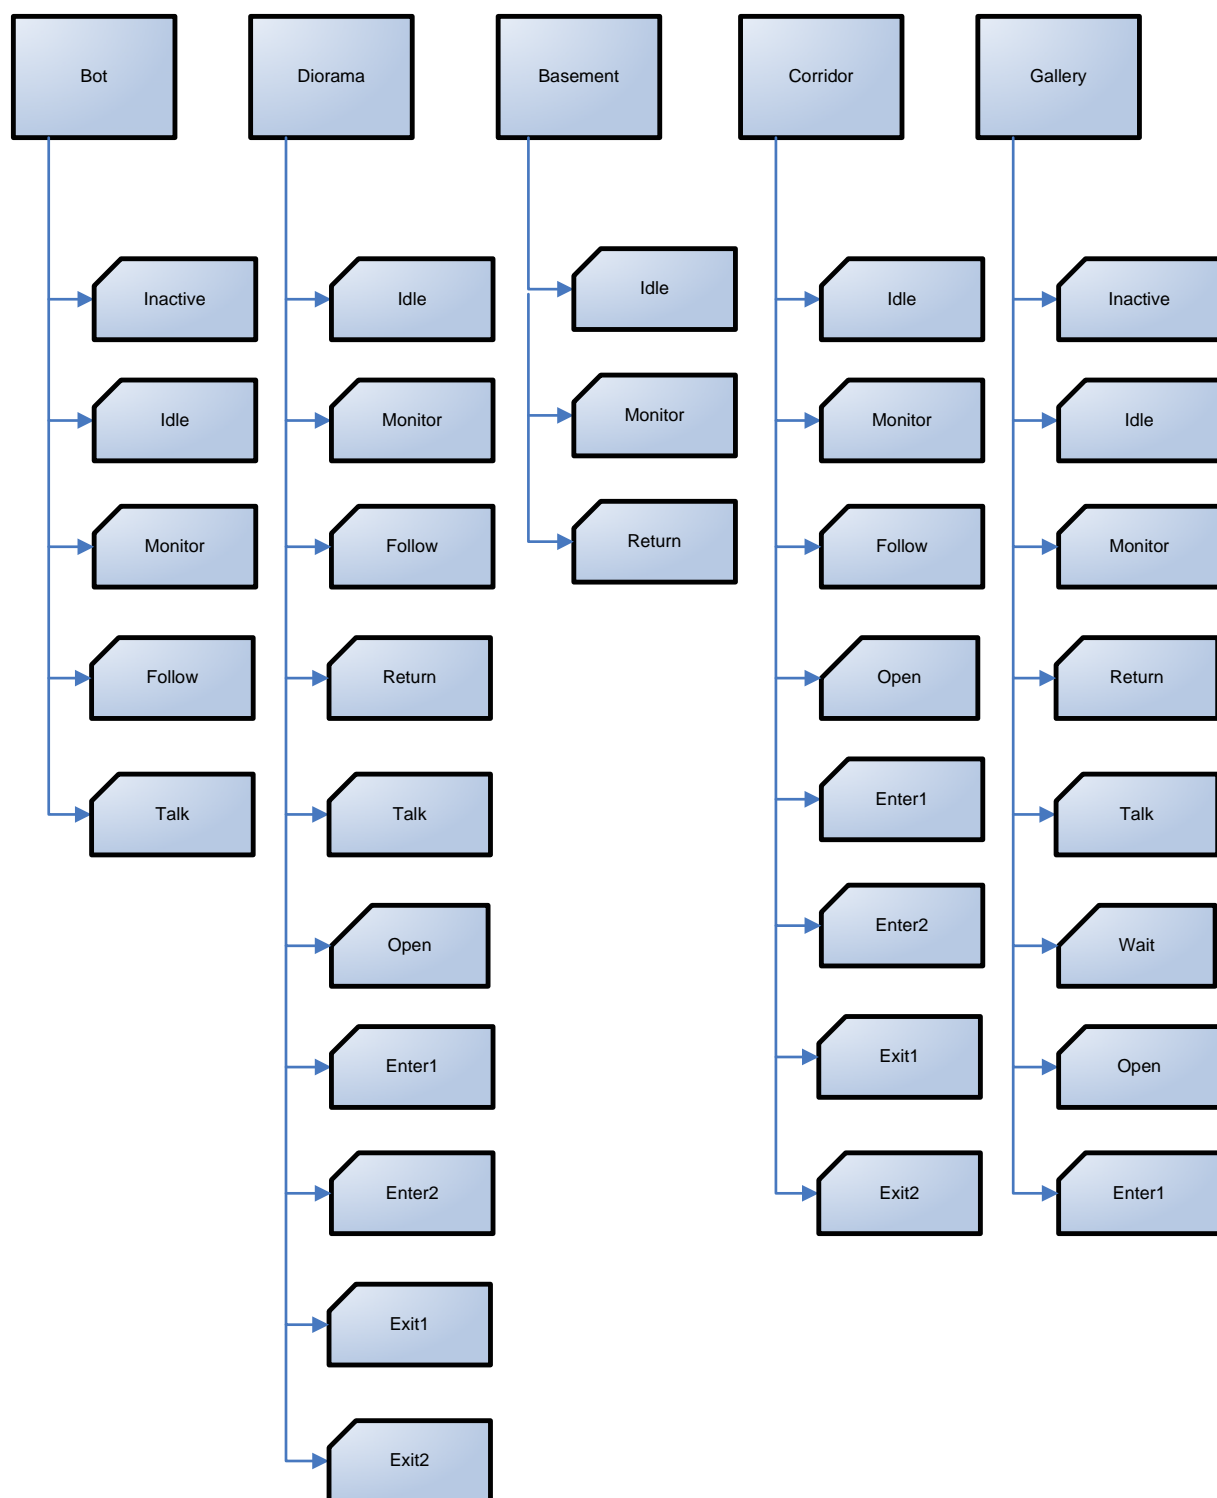 Bot
Diorama
Basement
Corridor
Gallery
Inactive
Idle
Monitor
Follow
Talk
Idle
Monitor
Follow
Return
Talk
Open
Enter1
Enter2
Exit1
Exit2
Idle
Monitor
Return
Idle
Monitor
Follow
Open
Enter1
Enter2
Exit1
Exit2
Inactive
Idle
Monitor
Return
Talk
Wait
Open
Enter1